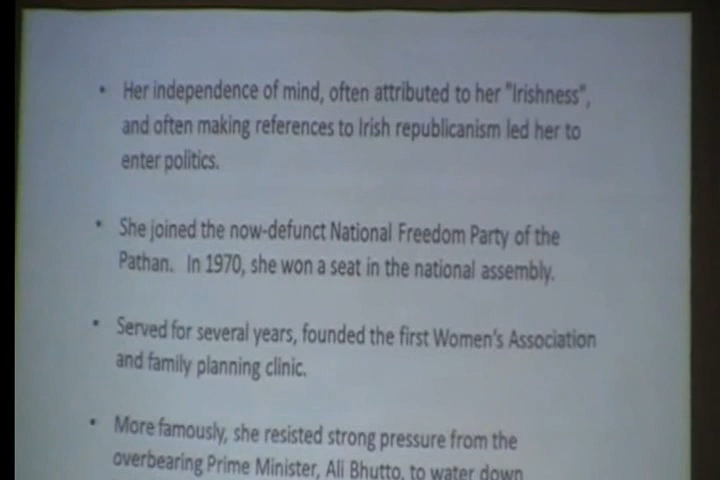 • Her independence of mind, often attributed to her "Irishness",
and often making references to Irish republicanism led her to
enter politics.
• She joined the now-defunct National Freedom Party of the
Pathan. In 1970, she won a seat in the national assembly.
• Served for several years, founded the first Women's Association
and family planning clinic.
• More famously, she resisted strong pressure from the
overbearing Prime Minister, Ali Bhutto, to water down